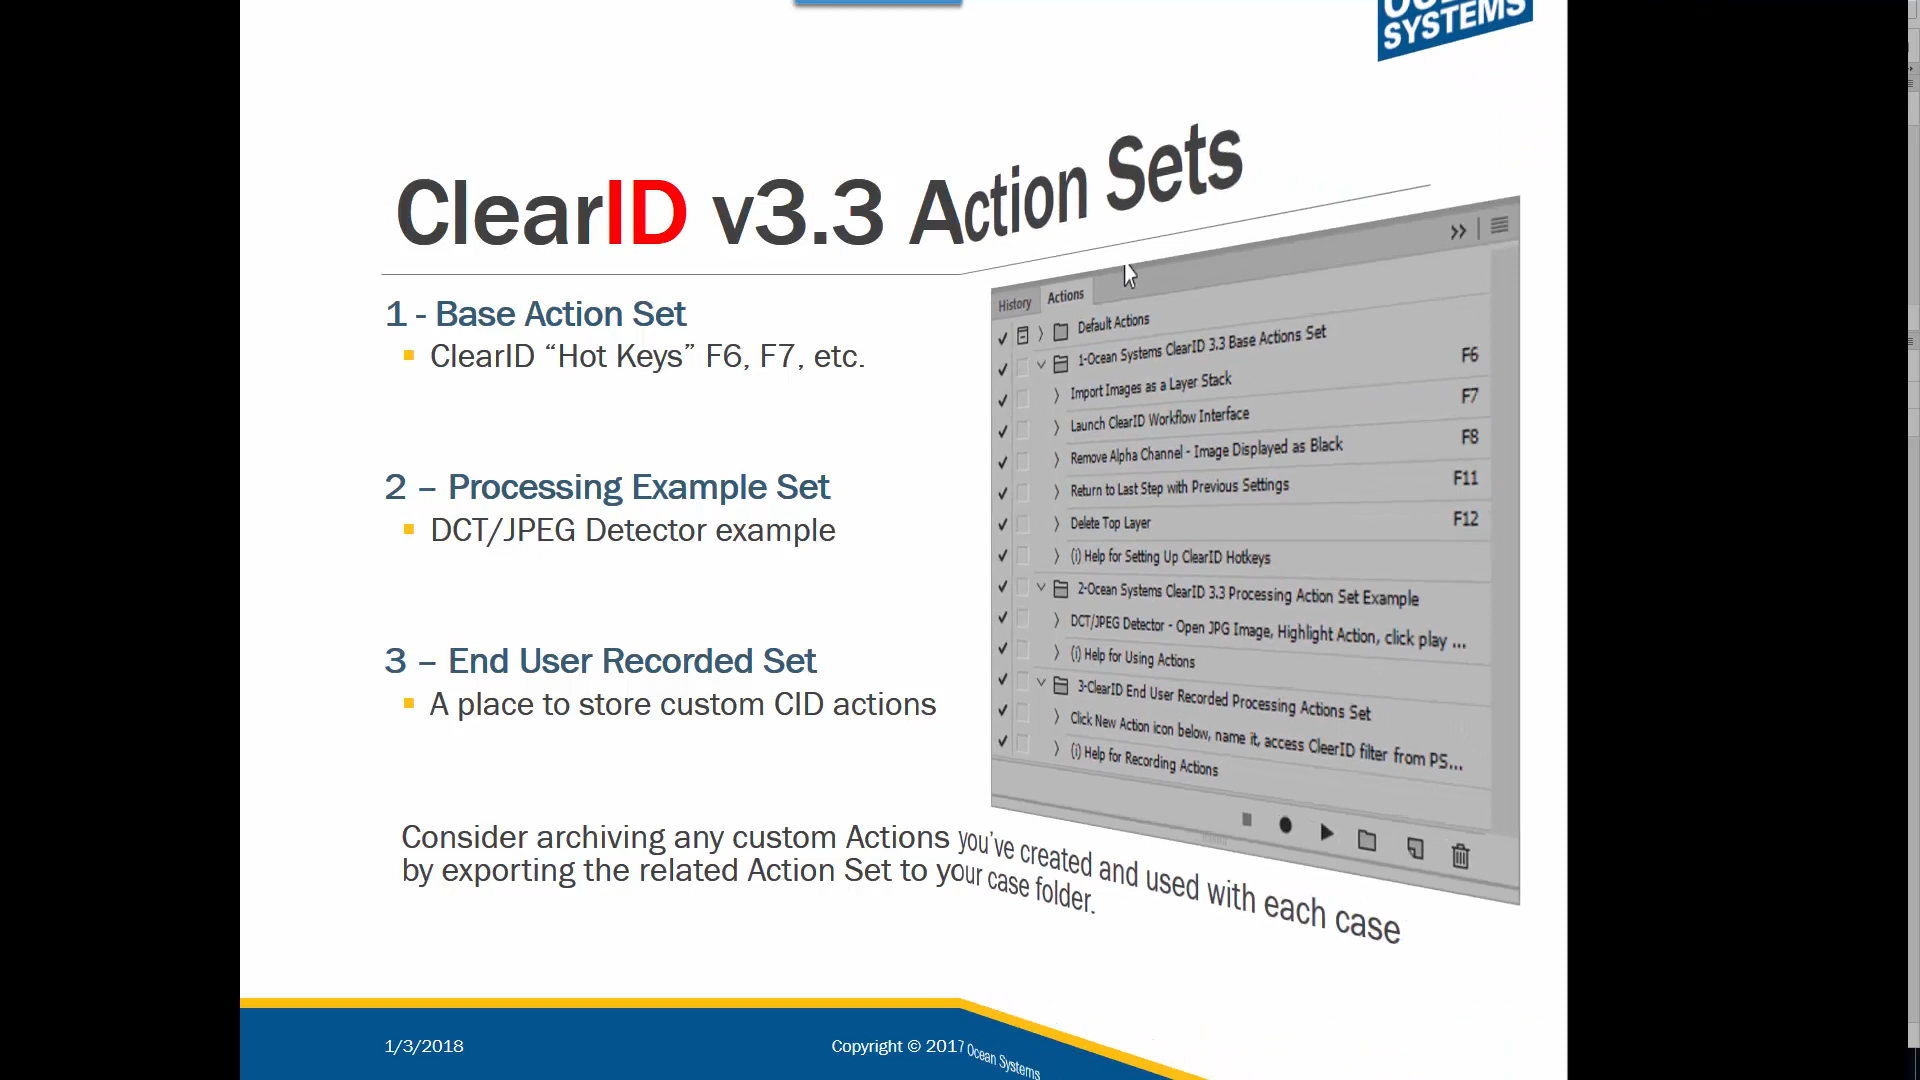 SYSTEMS
ClearID v3.3 Action Sets
1 - Base Action Set
ClearID “Hot Keys” F6, F7, etc.
2 – Processing Example Set
DCT/JPEG Detector example
3 – End User Recorded Set
A place to store custom CID actions
History Actions
Default Actions
1-Ocean Systems ClearID 3.3 Base Actions Set
Import Images as a Layer Stack F6
Launch ClearID Workflow Interface F7
Remove Alpha Channel - Image Displayed as Black F8
Return to Last Step with Previous Settings F11
Delete Top Layer F12
(i) Help for Setting Up ClearID Hotkeys
2-Ocean Systems ClearID 3.3 Processing Action Set Example
DCT/JPEG Detector - Open JPG Image, Highlight Action, click play ...
(i) Help for Using Actions
3-ClearID End User Recorded Processing Actions Set
Click New Action icon below, name it, access CleerID filter from PS...
(i) Help for Recording Actions
Consider archiving any custom Actions you’ve created and used with each case
by exporting the related Action Set to your case folder.
1/3/2018
Copyright © 2017 Ocean Systems